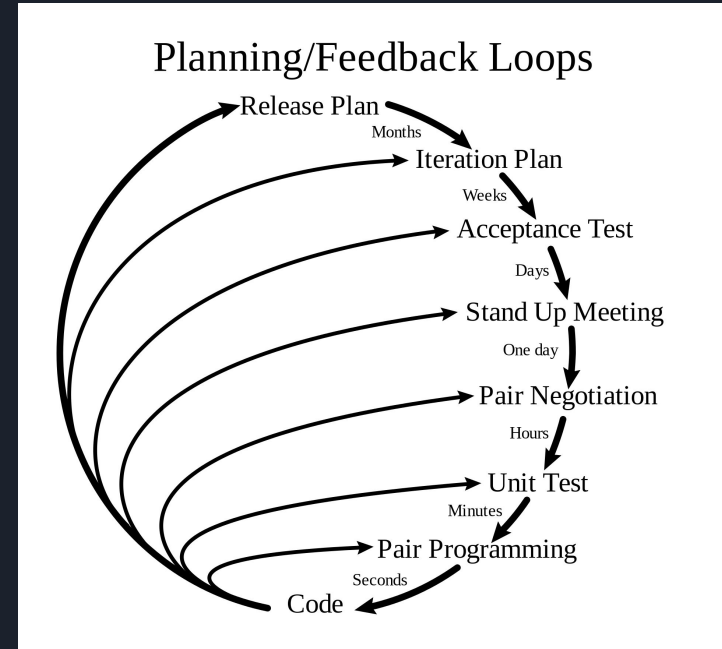 Planning/Feedback Loops
Release Plan
Months
Iteration Plan
Weeks
Acceptance Test
Days
Stand Up Meeting
One day
Pair Negotiation
Hours
Unit Test
Minutes
Pair Programming
Seconds
Code